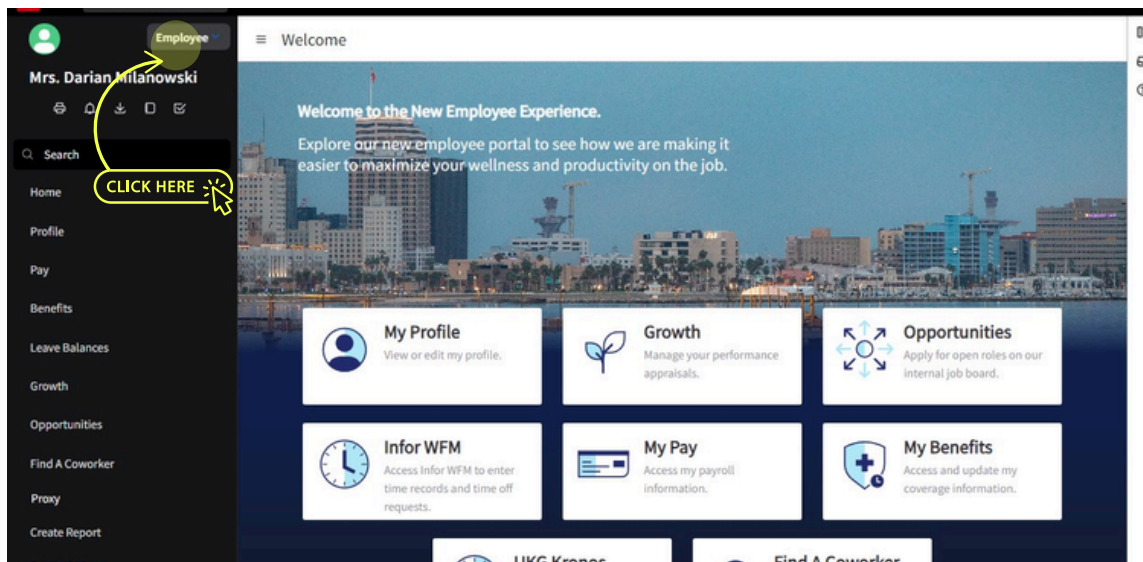 Employee
Mrs. Darian Milanowski
Search
CLICK HERE
Home
Profile
Pay
Benefits
Leave Balances
Growth
Opportunities
Find A Coworker
Proxy
Create Report
Welcome
Welcome to the New Employee Experience.
Explore our new employee portal to see how we are making it
easier to maximize your wellness and productivity on the job.
My Profile
View or edit my profile.
Growth
Manage your performance
appraisals.
Opportunities
Apply for open roles on our
internal job board.
Infor WFM
Access Infor WFM to enter
time records and time off
requests.
My Pay
Access my payroll
information.
My Benefits
Access and update my
coverage information.
UKG Kronos
Find A Coworker